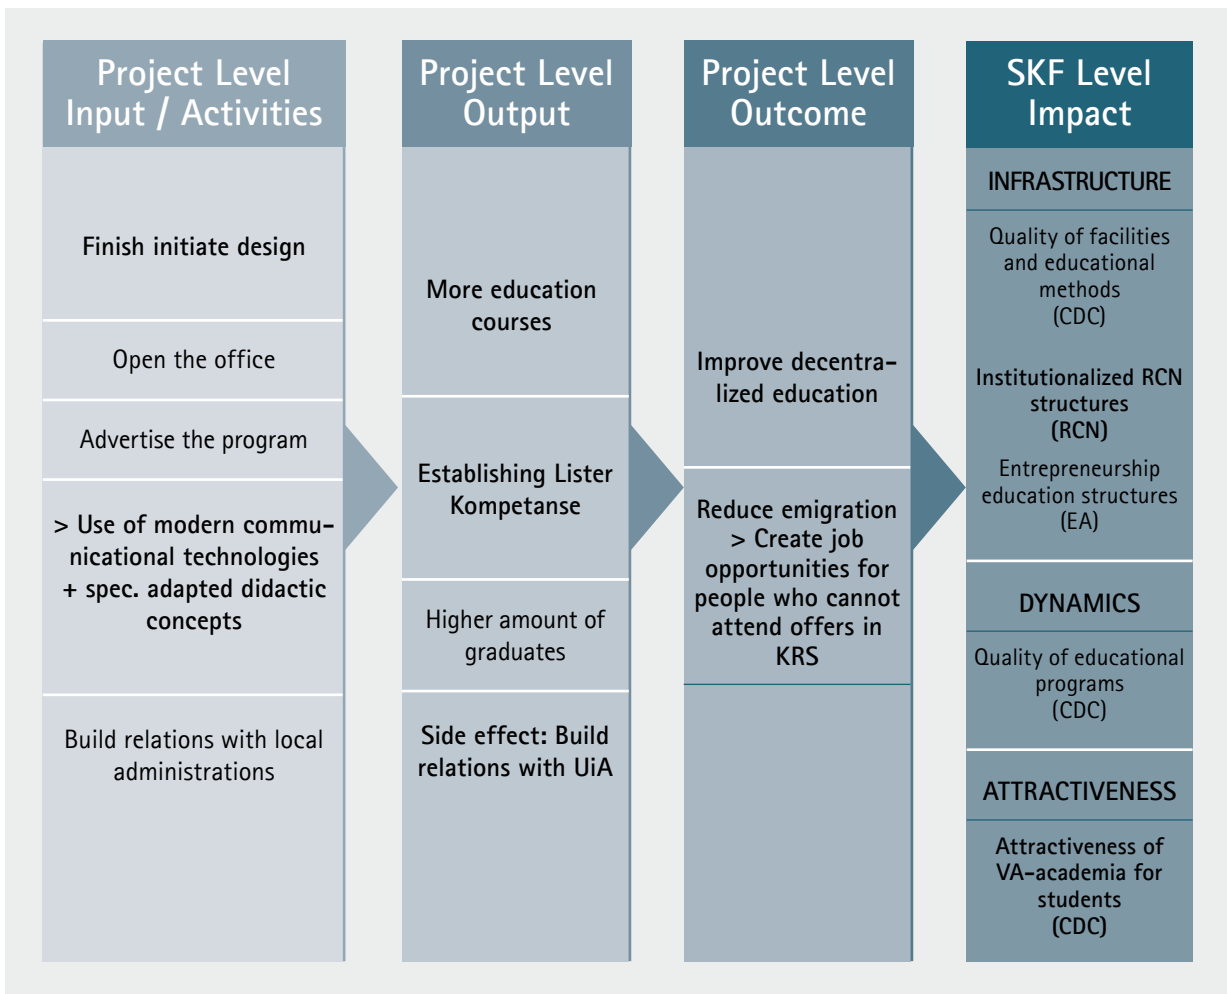 Project Level
Input / Activities
Finish initiate design
Open the office
Advertise the program
> Use of modern commu-
nicational technologies
+ spec. adapted didactic
concepts
Build relations with local
administrations
Project Level
Output
More education
courses
Establishing Lister
Kompetanse
Higher amount of
graduates
Side effect: Build
relations with UiA
Project Level
Outcome
Improve decentra-
lized education
Reduce emigration
> Create job
opportunities for
people who cannot
attend offers in
KRS
SKF Level
Impact
INFRASTRUCTURE
Quality of facilities
and educational
methods
(CDC)
Institutionalized RCN
structures
(RCN)
Entrepreneurship
education structures
(EA)
DYNAMICS
Quality of educational
programs
(CDC)
ATTRACTIVENESS
Attractiveness of
VA-academia for
students
(CDC)